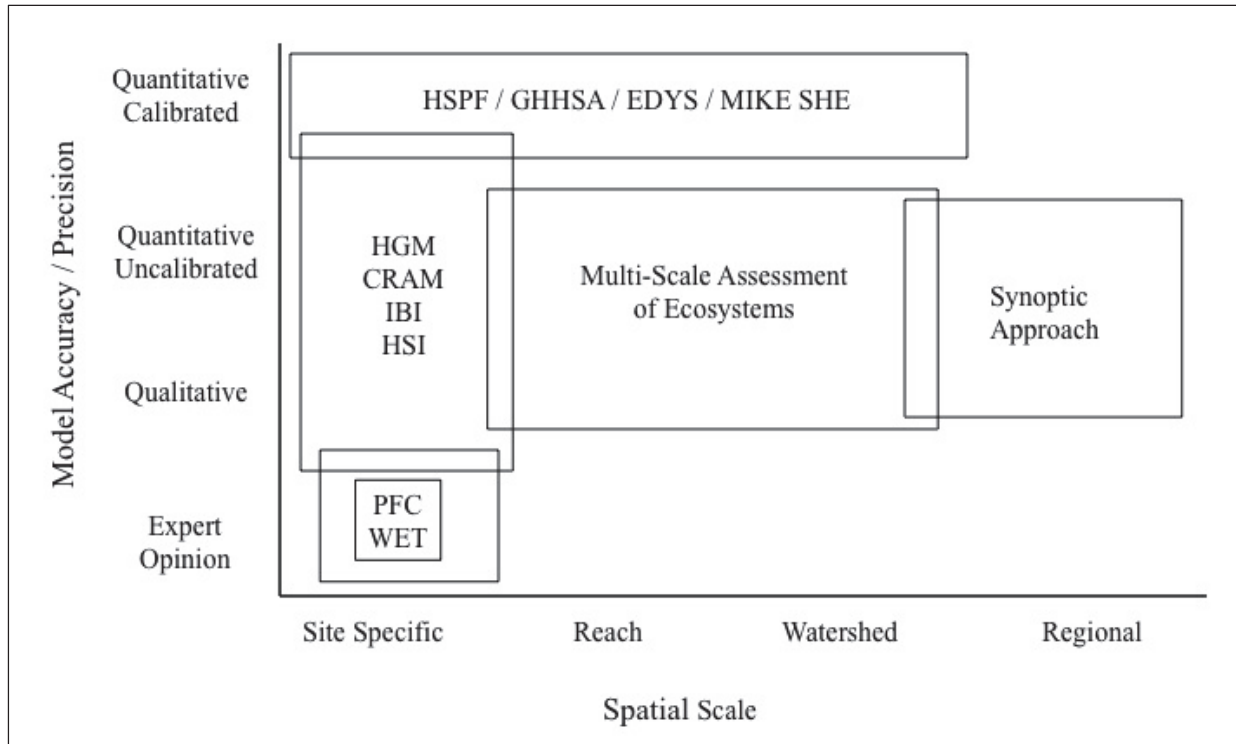 Model Accuracy / Precision
Quantitative
Calibrated
Quantitative
Uncalibrated
Qualitative
Expert
Opinion
HSPF / GHHSA / EDYS / MIKE SHE
HGM
CRAM
IBI
HSI
Multi-Scale Assessment
of Ecosystems
Synoptic
Approach
PFC
WET
Site Specific
Reach
Watershed
Regional
Spatial Scale